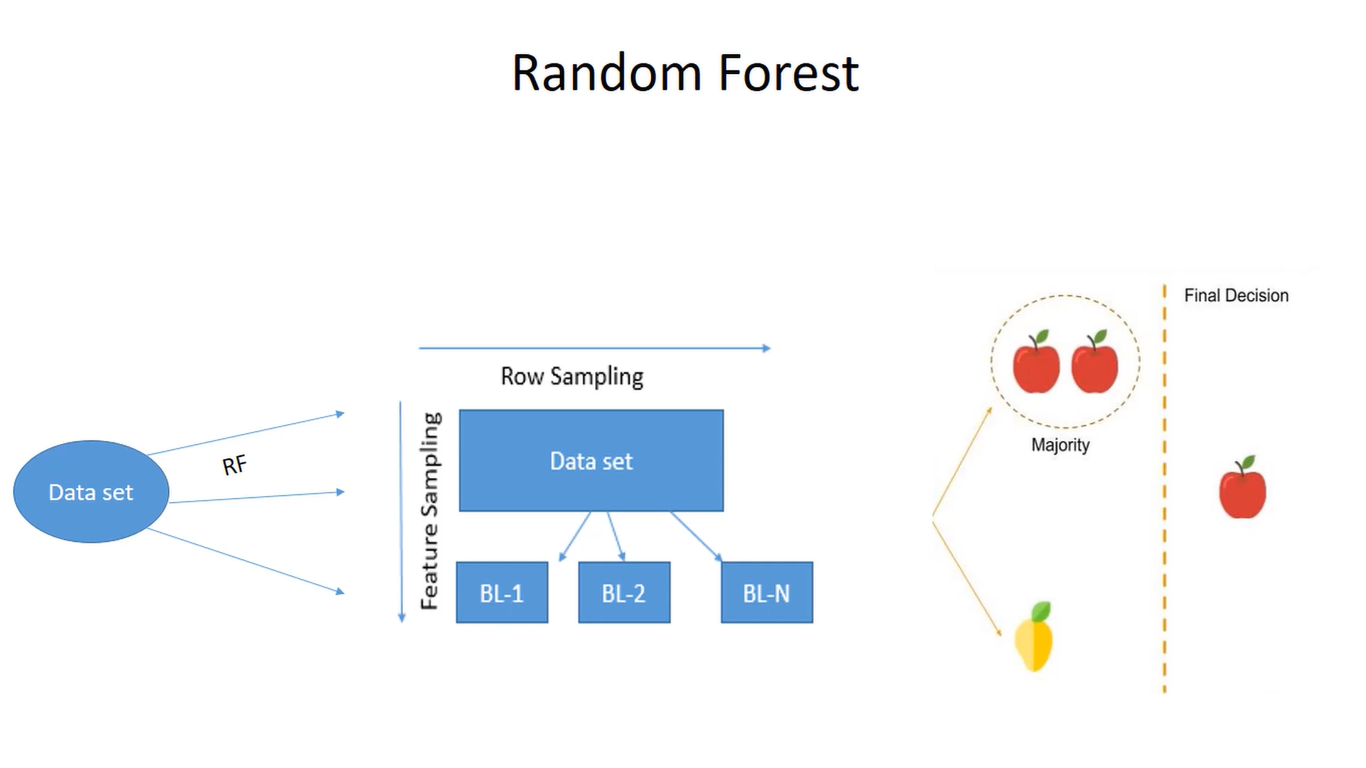 Random Forest
Data set
RF
Row Sampling
Feature Sampling
Data set
BL-1
BL-2
BL-N
Majority
Final Decision